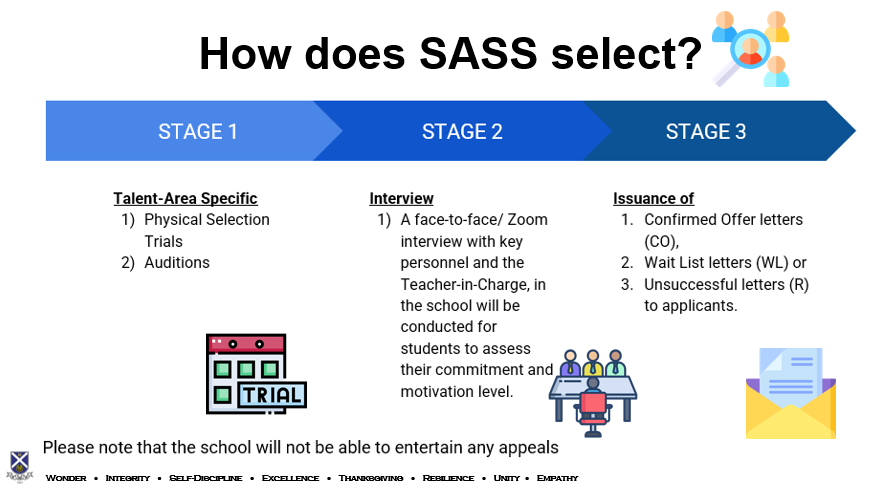 How does SASS select?
STAGE 1
STAGE 2
STAGE 3
Talent-Area Specific
1) Physical Selection
Trials
2) Auditions
Interview
1) A face-to-face/ Zoom
interview with key
personnel and the
Teacher-in-Charge, in
the school will be
conducted for
students to assess
their commitment and
motivation level.
Issuance of
1. Confirmed Offer letters
(CO),
2. Wait List letters (WL) or
3. Unsuccessful letters (R)
to applicants.
TRIAL
Please note that the school will not be able to entertain any appeals
Wonder • Integrity • Self-Discipline • Excellence • Thanksgiving • Resilience • Unity • Empathy